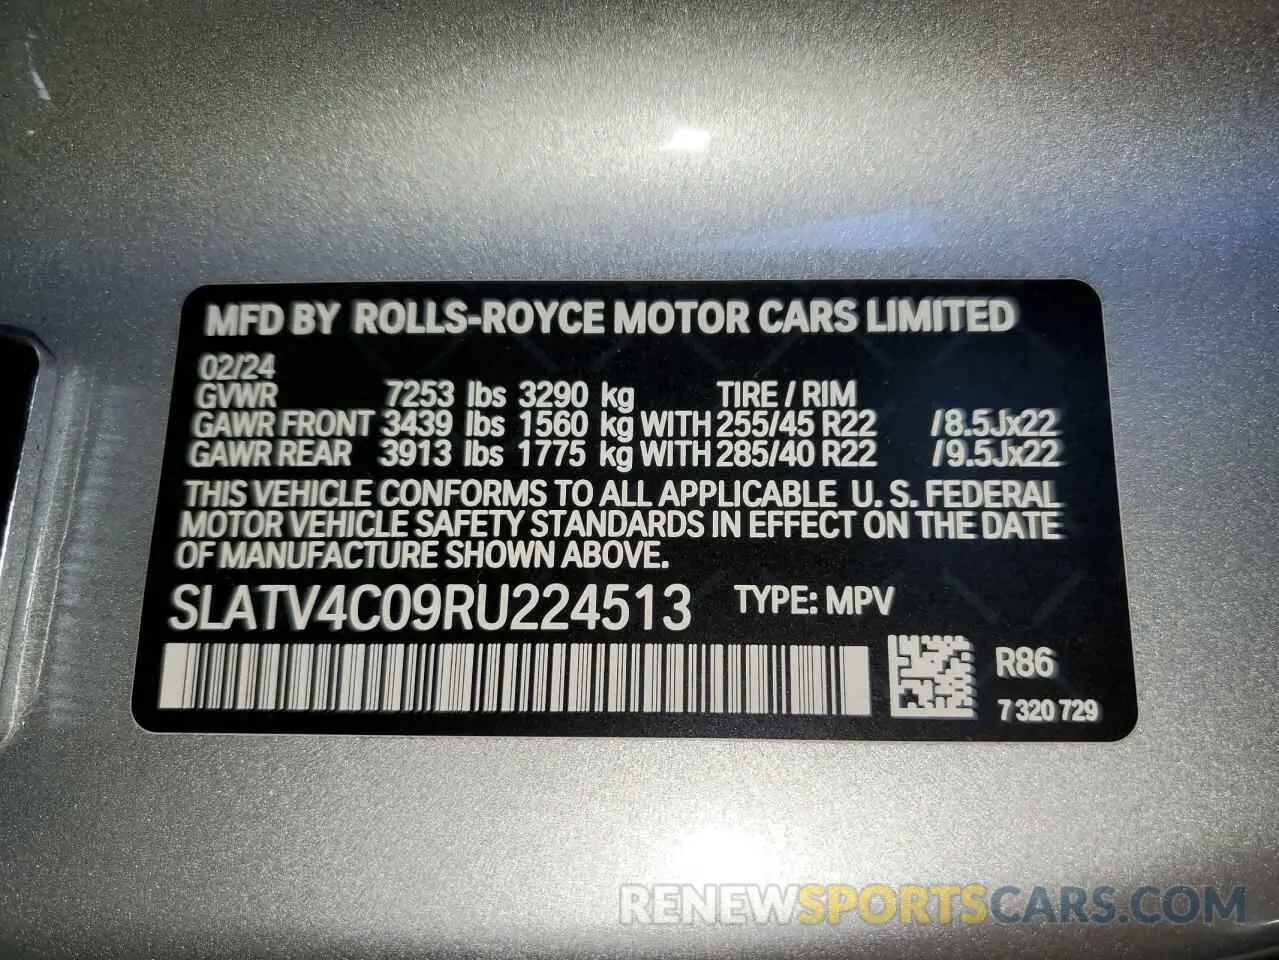 MFD BY ROLLS-ROYCE MOTOR CARS LIMITED
02/24
GVWR 7253 lbs 3290 kg TIRE / RIM
GAWR FRONT 3439 lbs 1560 kg WITH 255/45 R22 /8.5Jx22
GAWR REAR 3913 lbs 1775 kg WITH 285/40 R22 /9.5Jx22
THIS VEHICLE CONFORMS TO ALL APPLICABLE U. S. FEDERAL
MOTOR VEHICLE SAFETY STANDARDS IN EFFECT ON THE DATE
OF MANUFACTURE SHOWN ABOVE.
SLATV4C09RU224513 TYPE: MPV
R86
7 320 729
RENEWSPORTSCARS.COM